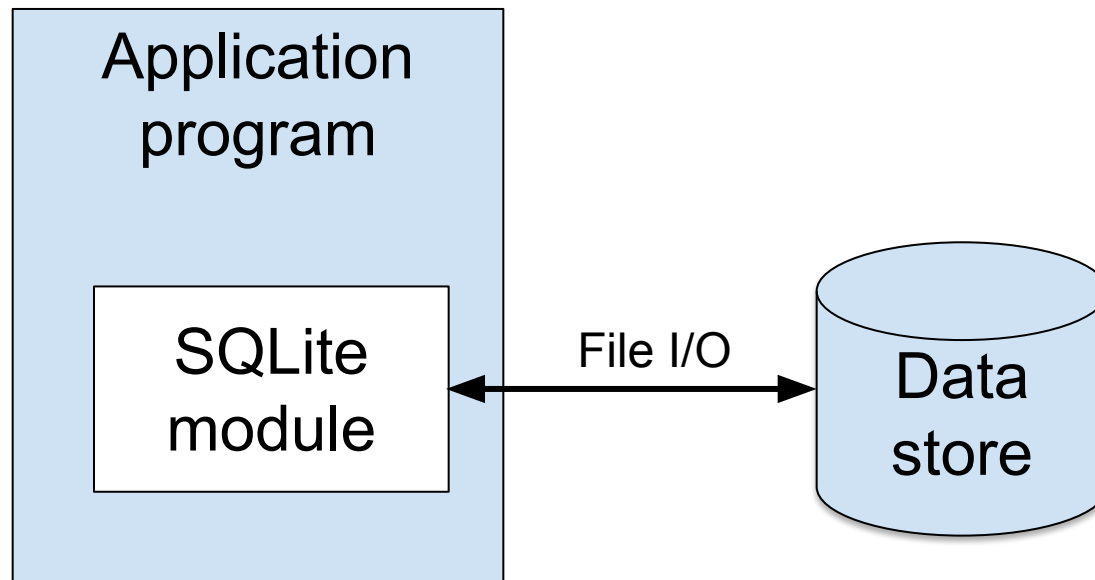 Application
program
SQLite
module
File I/O
Data
store